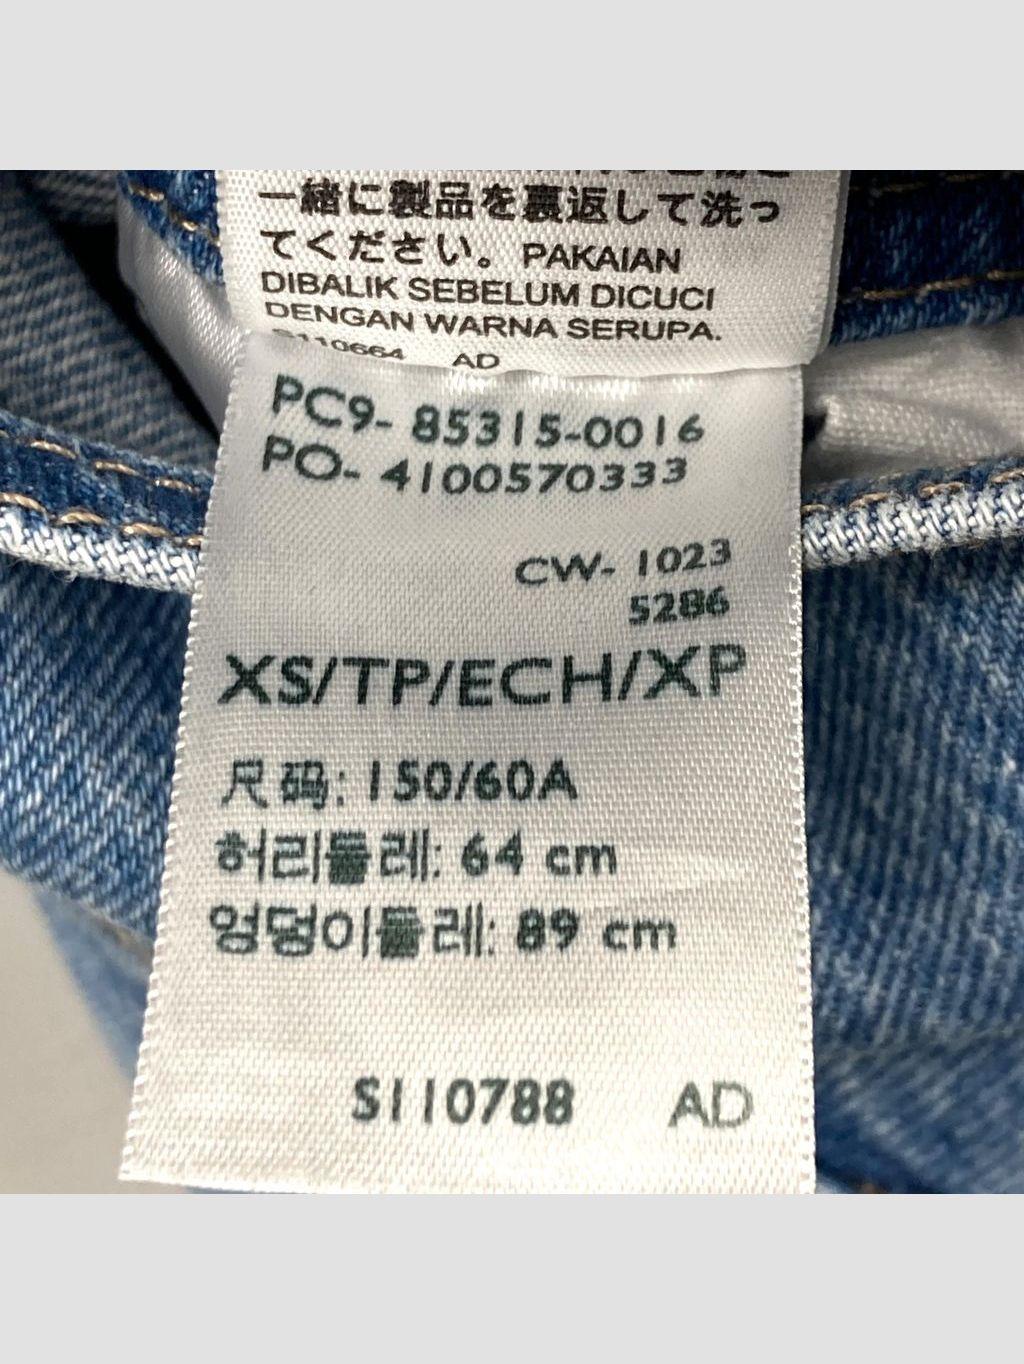 一緒に製品を裏返して洗っ
てください。PAKAIAN
DIBALIK SEBELUM DICUCI
DENGAN WARNA SERUPA.
S110664 AD
PC9- 85315-0016
PO- 4100570333
CW- 1023
5286
XS/TP/ECH/XP
尺码: 150/60A
허리둘레: 64 cm
엉덩이둘레: 89 cm
S110788 AD